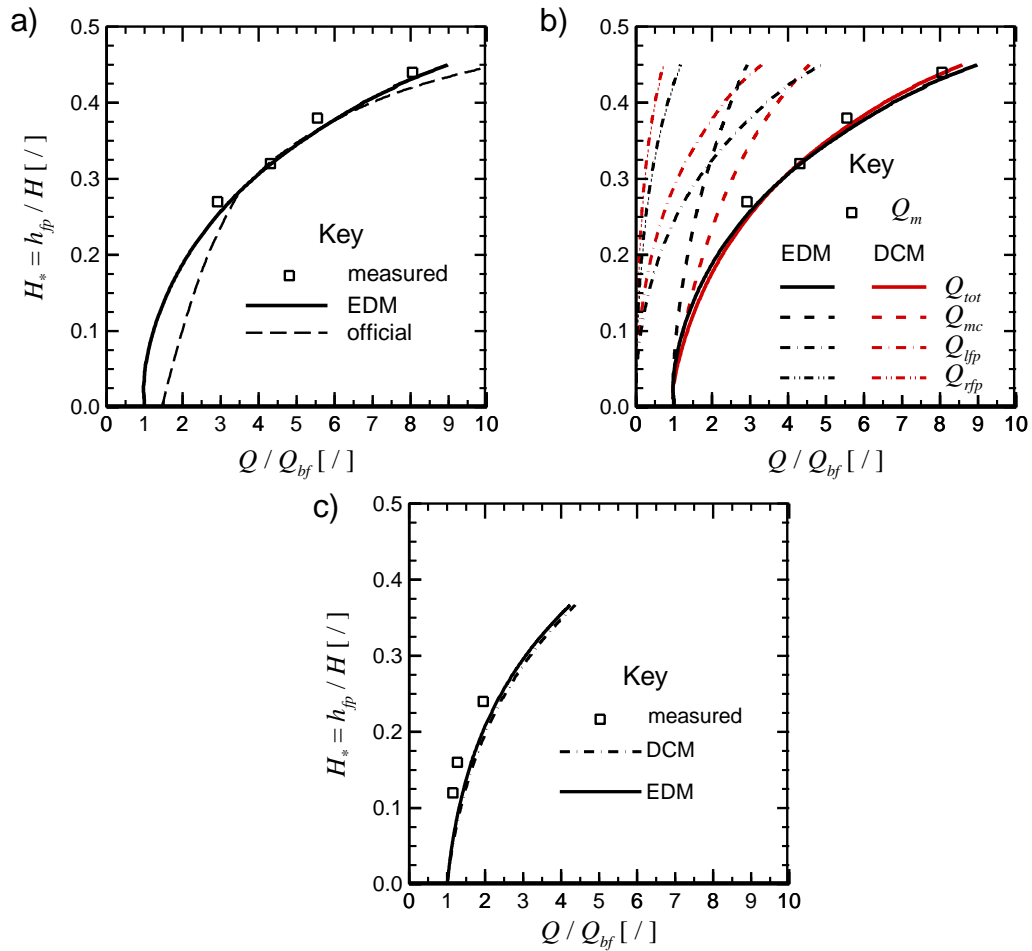 a)
0.5
0.4
0.3
0.2
0.1
0.0
H* = hfp / H [ / ]
Key
measured
EDM
official
0 1 2 3 4 5 6 7 8 9 10
Q / Qbf [ / ]
b)
0.5
0.4
0.3
0.2
0.1
0.0
Key
Qm
EDM DCM
Qtot
Qmc
Qlfp
Qrfp
0 1 2 3 4 5 6 7 8 9 10
Q / Qbf [ / ]
c)
0.5
0.4
0.3
0.2
0.1
0.0
H* = hfp / H [ / ]
Key
measured
DCM
EDM
0 1 2 3 4 5 6 7 8 9 10
Q / Qbf [ / ]